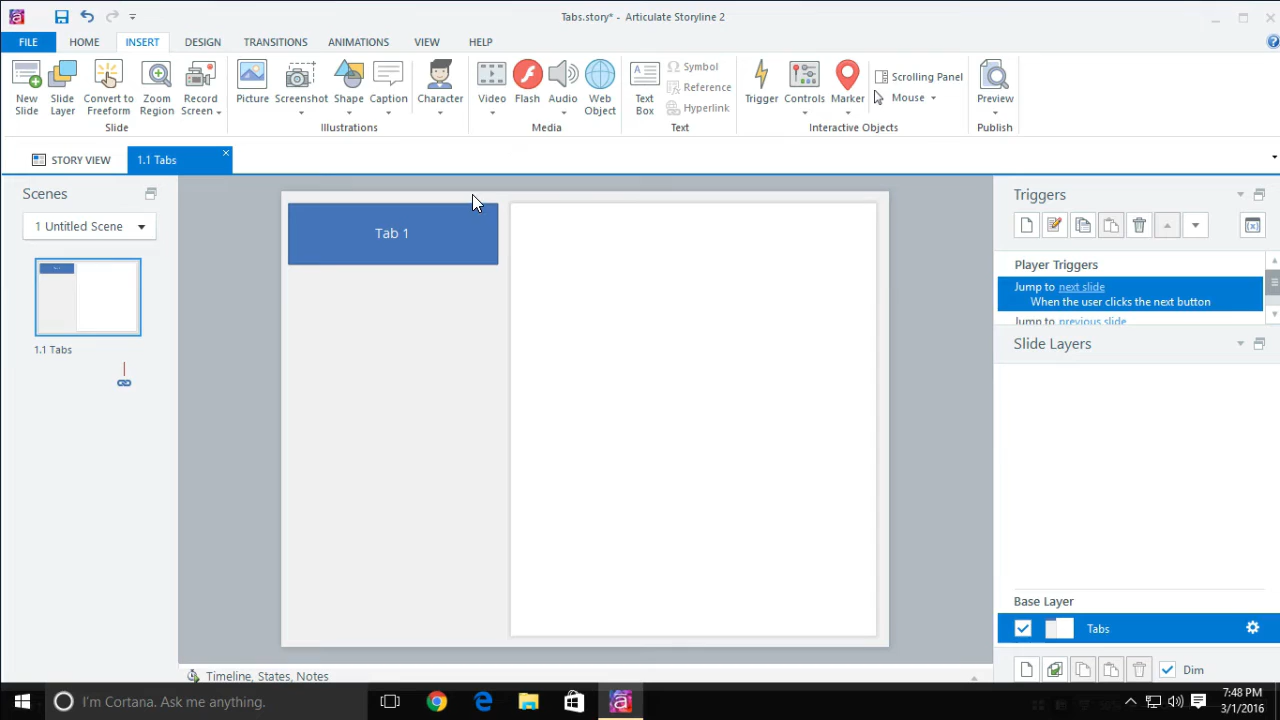 Tabs.story* - Articulate Storyline 2
FILE HOME INSERT DESIGN TRANSITIONS ANIMATIONS VIEW HELP
New Slide
Slide Layer
Convert to Freeform
Zoom Region
Record Screen
Slide
Picture
Screenshot
Shape
Caption
Character
Illustrations
Video
Flash
Audio
Web Object
Media
Text Box
Symbol
Reference
Hyperlink
Text
Trigger
Controls
Marker
Scrolling Panel
Mouse
Interactive Objects
Preview
Publish
STORY VIEW
1.1 Tabs
Scenes
1 Untitled Scene
1.1 Tabs
Tab 1
Timeline, States, Notes
Triggers
Player Triggers
Jump to next slide
When the user clicks the next button
Jump to previous slide
Slide Layers
Base Layer
Tabs
Dim
I'm Cortana. Ask me anything.
7:48 PM
3/1/2016